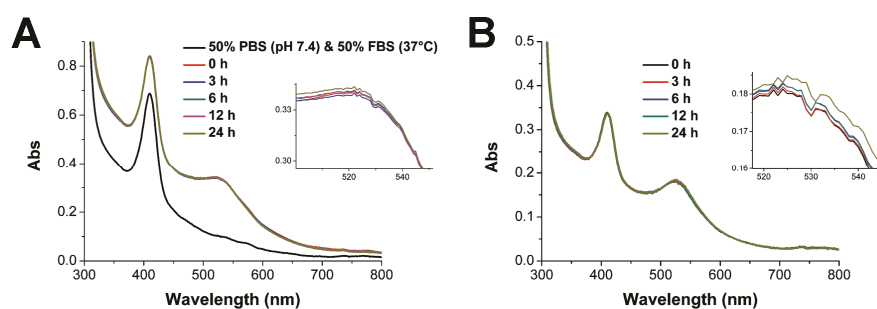 A
50% PBS (pH 7.4) & 50% FBS (37°C)
0 h
3 h
6 h
12 h
24 h
0.33
0.30
520 540
0.8
0.6
0.4
0.2
0.0
Abs
300 400 500 600 700 800
Wavelength (nm)
B
0 h
3 h
6 h
12 h
24 h
0.18
0.17
0.16
520 530 540
0.5
0.4
0.3
0.2
0.1
0.0
Abs
300 400 500 600 700 800
Wavelength (nm)